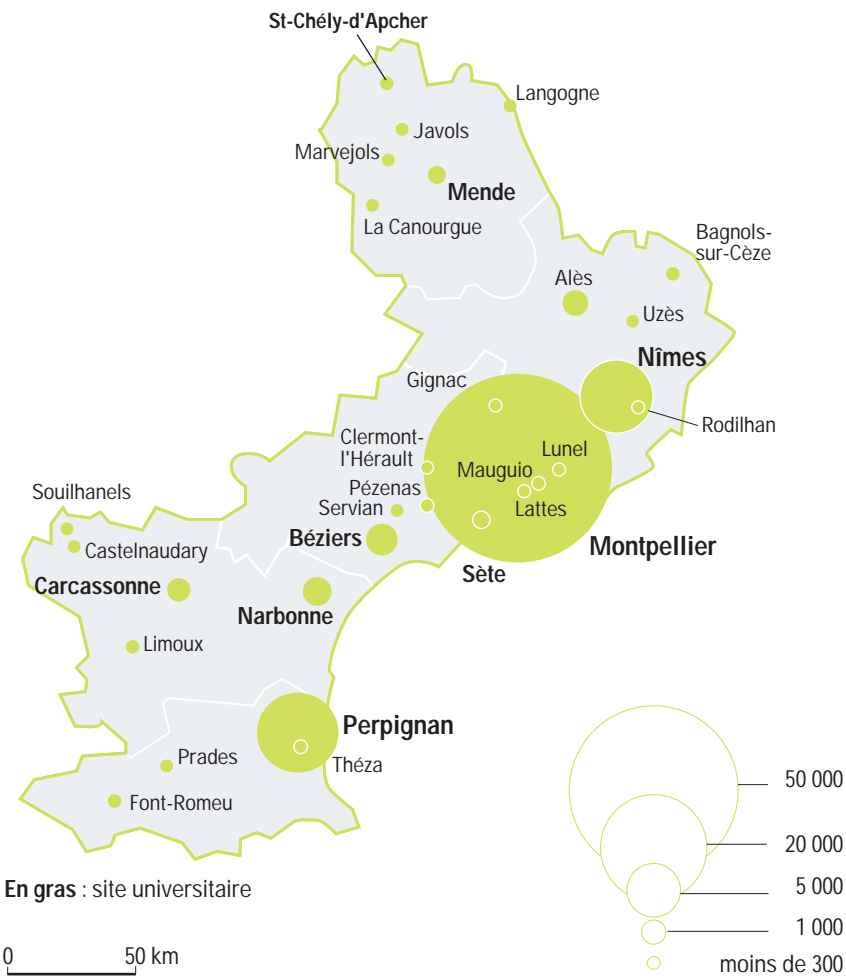 St-Chély-d'Apcher
Langogne
Javols
Marvejols
Mende
La Canourgue
Bagnols-
sur-Cèze
Alès
Uzès
Nîmes
Gignac
Rodilhan
Clermont-
l'Hérault
Lunel
Mauguio
Pézenas
Lattes
Servian
Souilhanels
Béziers
Montpellier
Castelnaudary
Sète
Carcassonne
Narbonne
Limoux
Perpignan
Prades
Théza
Font-Romeu
50 000
20 000
5 000
1 000
moins de 300
En gras : site universitaire
0 50 km